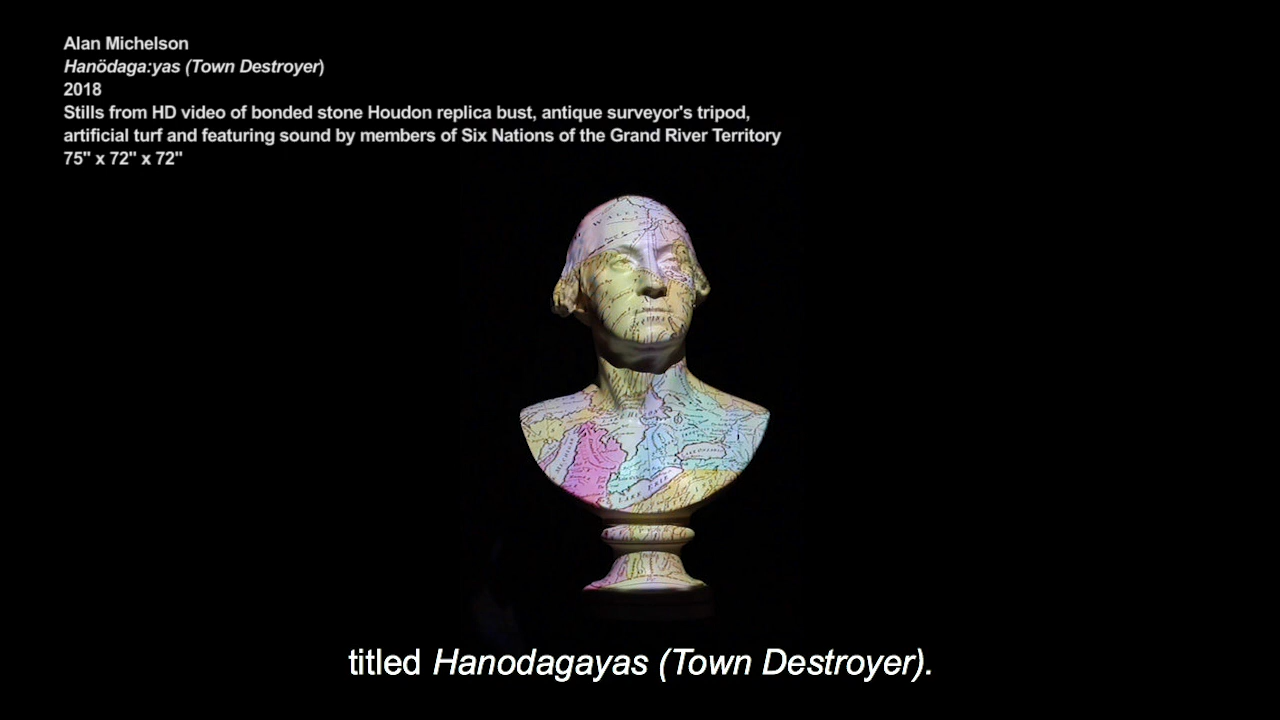 Alan Michelson
Hanödaga:yas (Town Destroyer)
2018
Stills from HD video of bonded stone Houdon replica bust, antique surveyor's tripod,
artificial turf and featuring sound by members of Six Nations of the Grand River Territory
75" x 72" x 72"
LAKE ERIE
titled Hanodagayas (Town Destroyer).